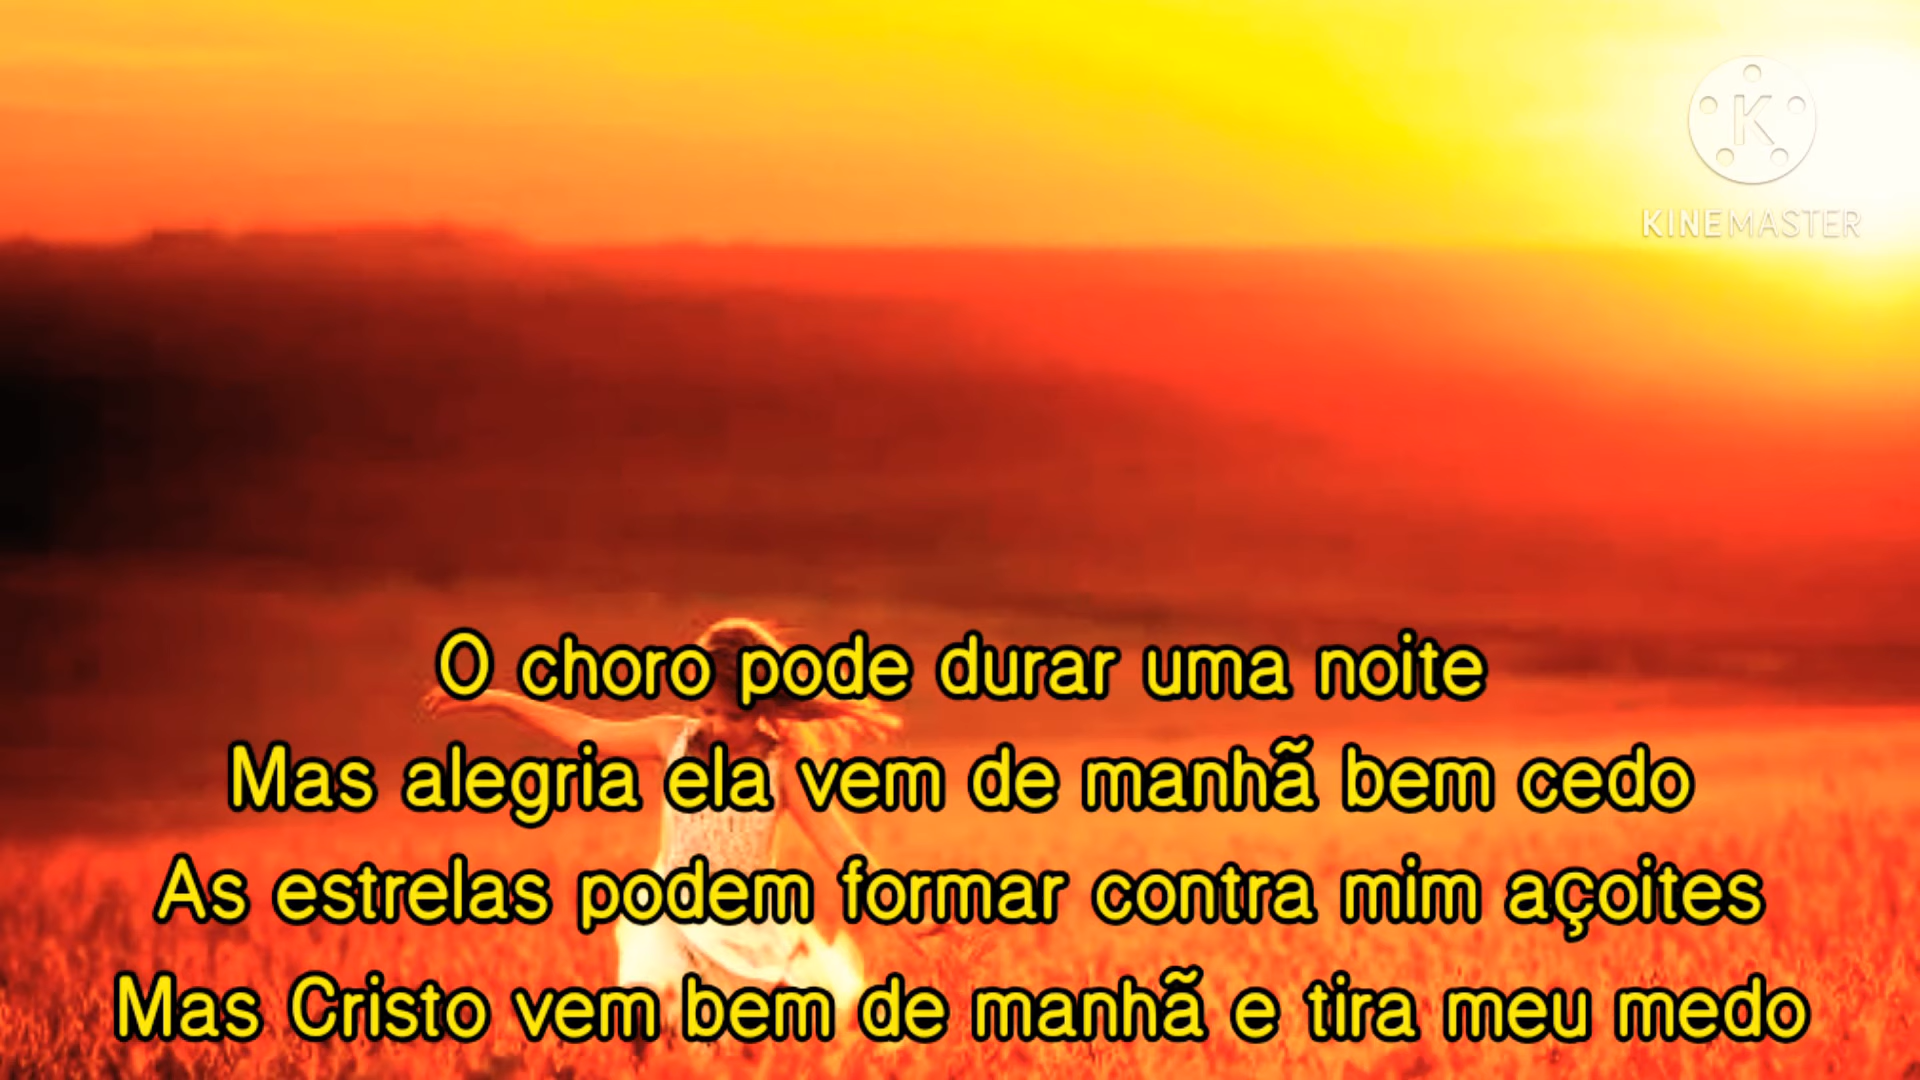 K
KINEMASTER
O choro pode durar uma noite
Mas alegria ela vem de manhã bem cedo
As estrelas podem formar contra mim açoites
Mas Cristo vem bem de manhã e tira meu medo